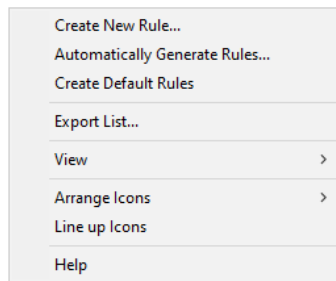 Create New Rule...
Automatically Generate Rules...
Create Default Rules
Export List...
View
Arrange Icons
Line up Icons
Help